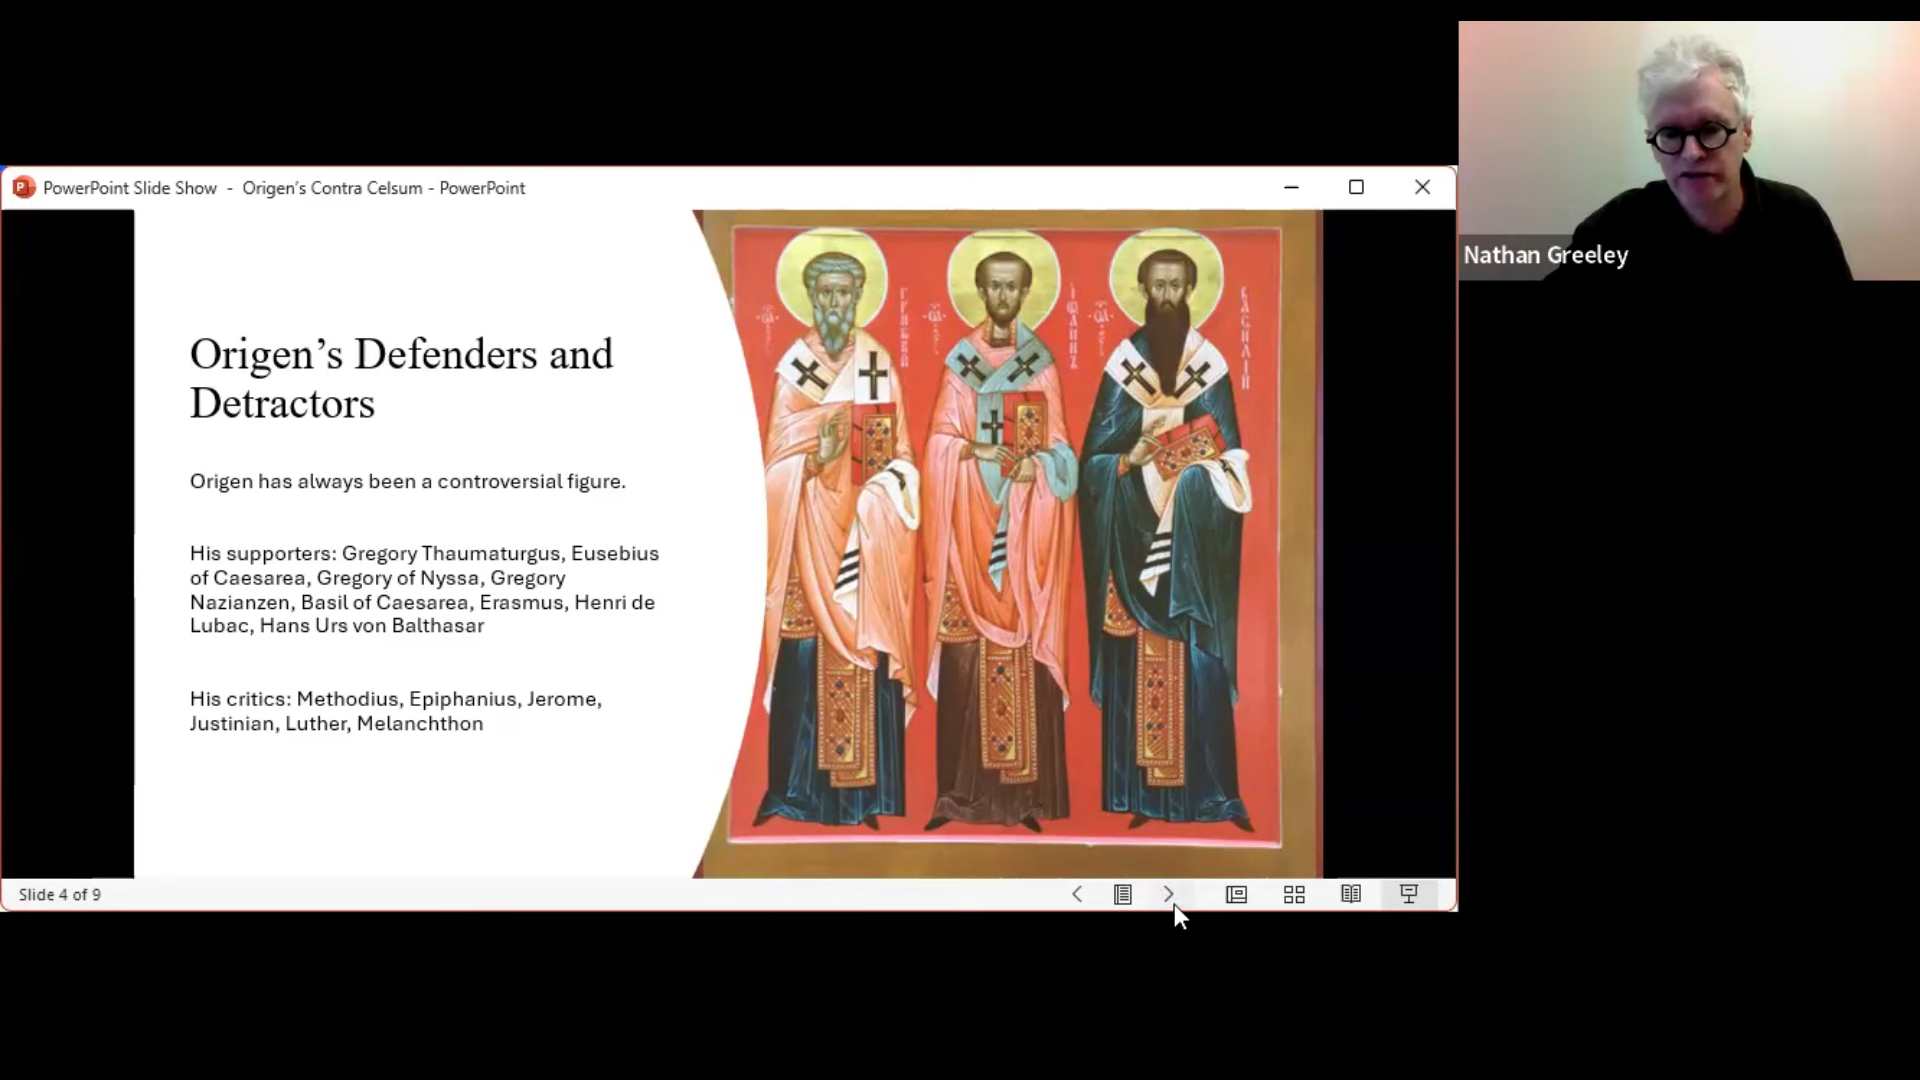 PowerPoint Slide Show - Origen’s Contra Celsum - PowerPoint
Origen’s Defenders and
Detractors
Origen has always been a controversial figure.
His supporters: Gregory Thaumaturgus, Eusebius
of Caesarea, Gregory of Nyssa, Gregory
Nazianzen, Basil of Caesarea, Erasmus, Henri de
Lubac, Hans Urs von Balthasar
His critics: Methodius, Epiphanius, Jerome,
Justinian, Luther, Melanchthon
Slide 4 of 9
Nathan Greeley